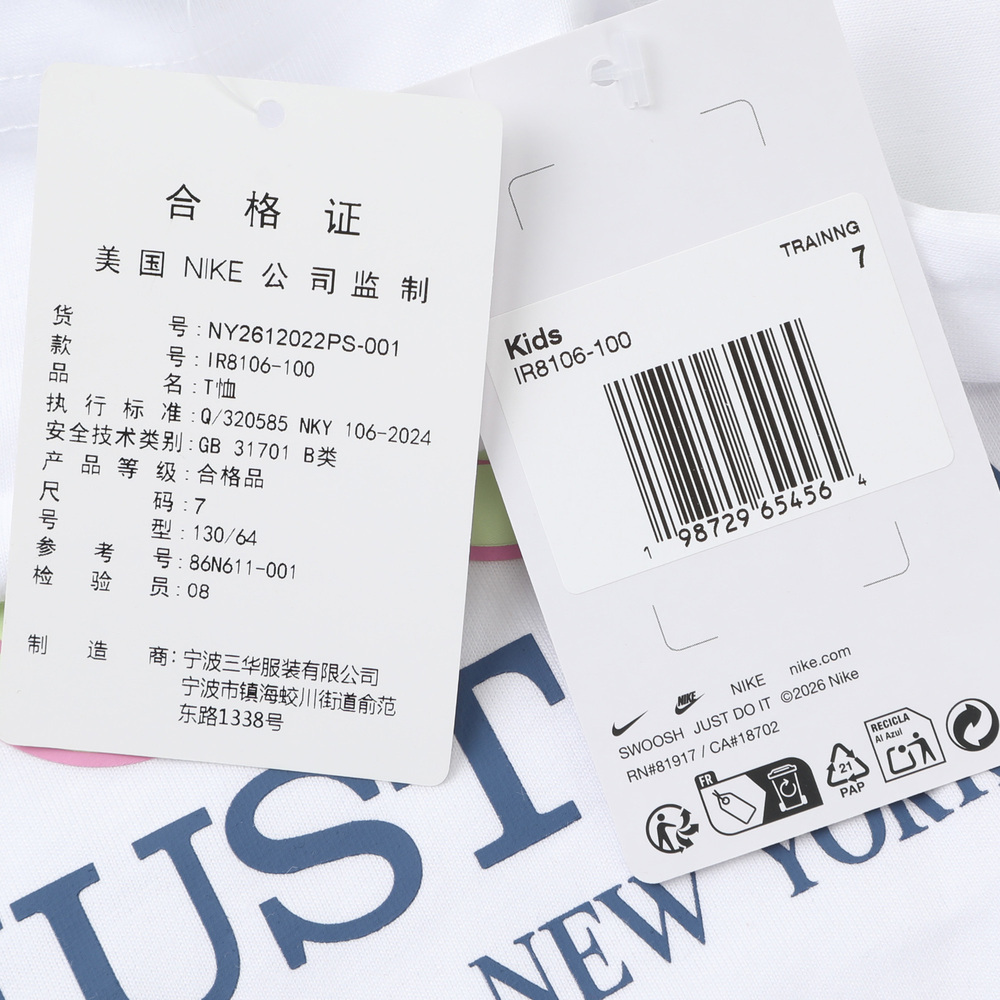 合格证
美国 NIKE 公司监制
货号:NY2612022PS-001
款号:IR8106-100
品名:T恤
执行标准:Q/320585 NKY 106-2024
安全技术类别:GB 31701 B类
产品等级:合格品
尺码:7
号型:130/64
参考号:86N611-001
检验员:08
制造商:宁波三华服装有限公司
宁波市镇海蛟川街道俞范
东路1338号
TRAINNG
7
Kids
IR8106-100
1 98729 65456 4
NIKE
NIKE nike.com
SWOOSH JUST DO IT ©2026 Nike
RN#81917 / CA#18702
FR
21
PAP
RECICLA
Al Azul
UST
NEW YORK